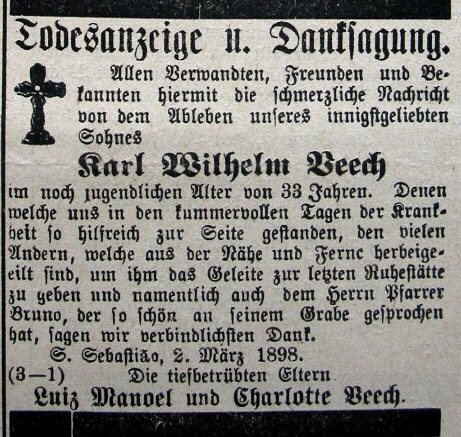 Todesanzeige u. Danksagung.
Allen Verwandten, Freunden und Be-
kannten hiermit die schmerzliche Nachricht
von dem Ableben unseres innigstgeliebten
Sohnes
Karl Wilhelm Veech
im noch jugendlichen Alter von 33 Jahren. Denen
welche uns in den kummervollen Tagen der Krank-
heit so hilfreich zur Seite gestanden, den vielen
Andern, welche aus der Nähe und Ferne herbeige-
eilt sind, um ihm das Geleite zur letzten Ruhestätte
zu geben und namentlich auch dem Herrn Pfarrer
Bruno, der so schön an seinem Grabe gesprochen
hat, sagen wir verbindlichsten Dank.
S. Sebastião, 2. März 1898.
(3—1) Die tiefbetrübten Eltern
Luiz Manoel und Charlotte Veech.